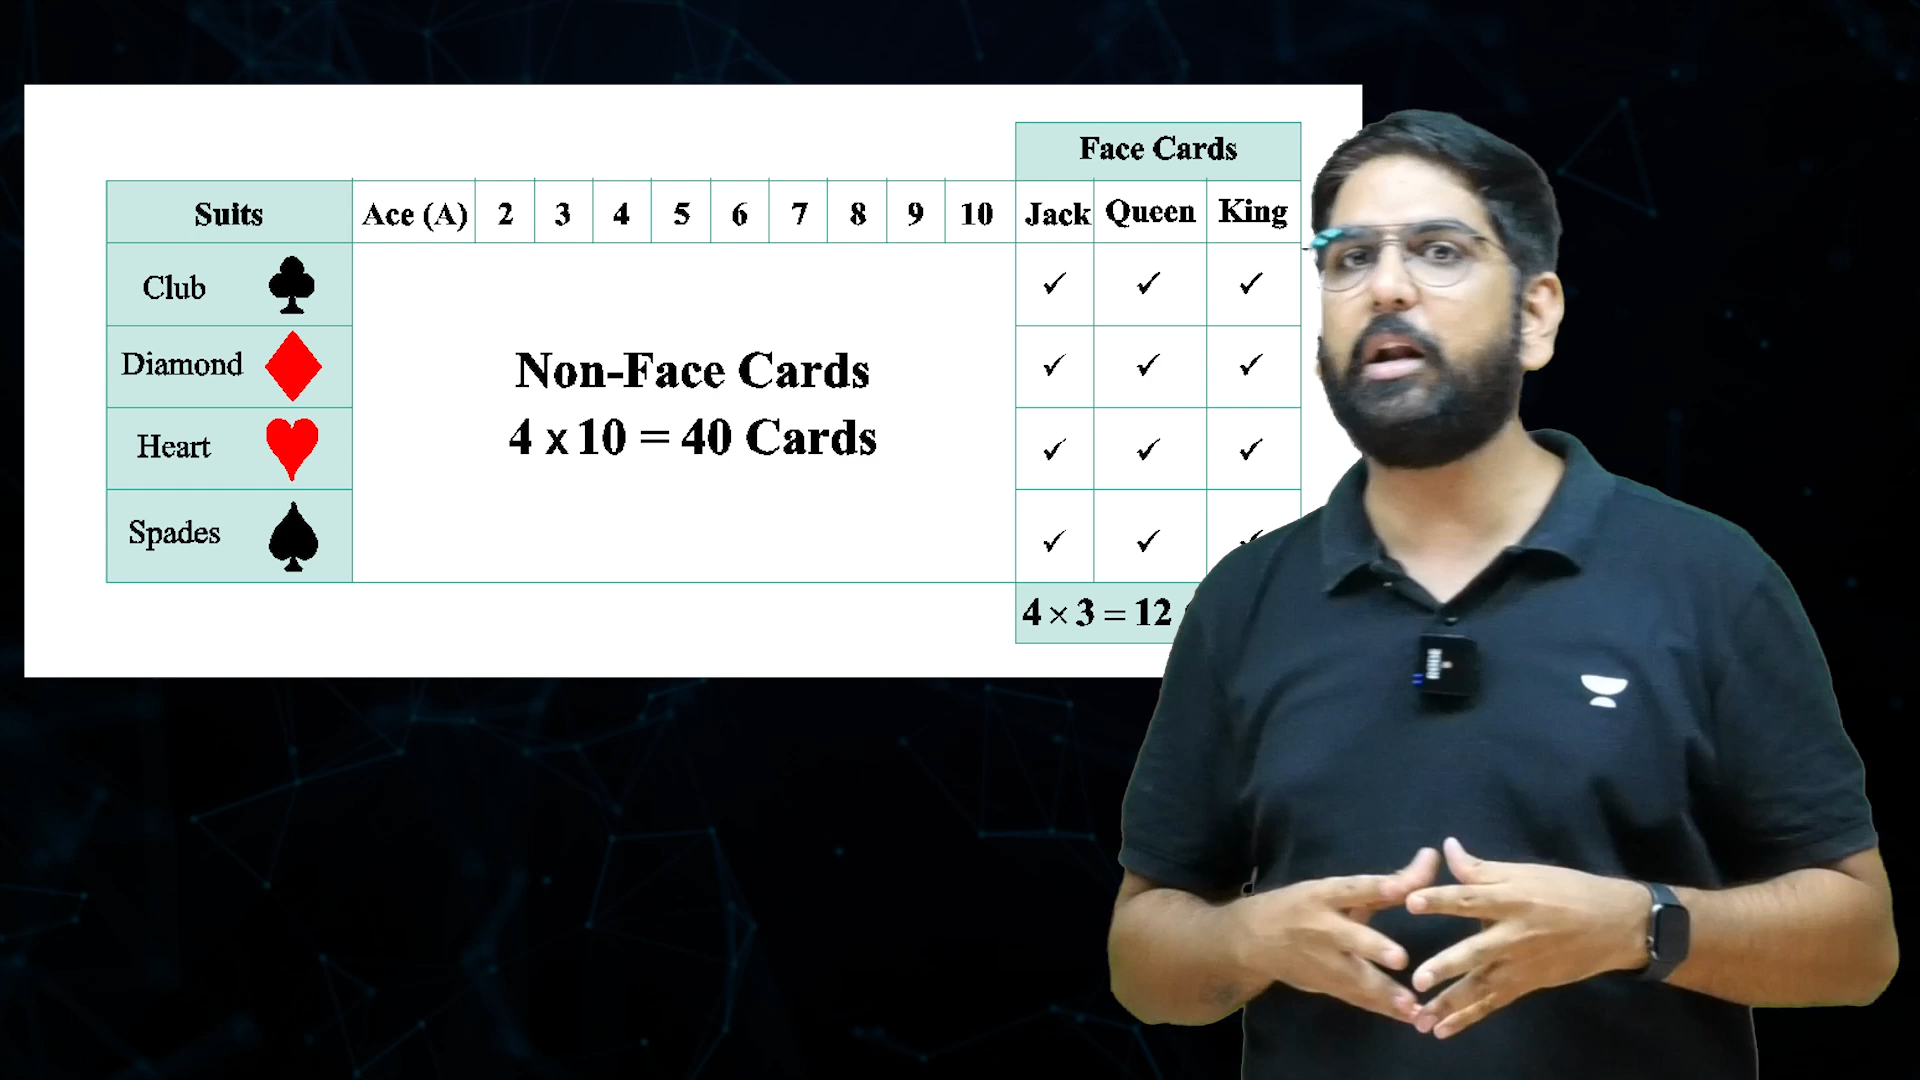 Face Cards
Suits Ace (A) 2 3 4 5 6 7 8 9 10 Jack Queen King
Club ✓ ✓ ✓
Diamond ✓ ✓ ✓
Non-Face Cards
4 x 10 = 40 Cards
Heart ✓ ✓ ✓
Spades ✓ ✓ ✓
4 × 3 = 12